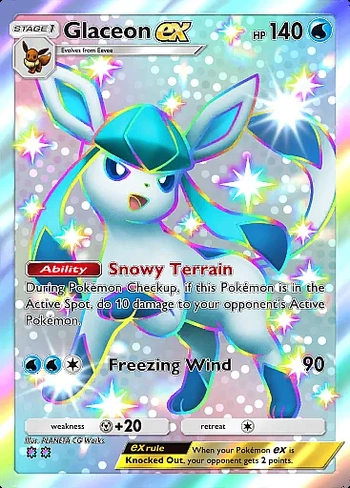 STAGE 1 Glaceon ex HP 140
Evolves from Eevee
Ability Snowy Terrain
During Pokémon Checkup, if this Pokémon is in the
Active Spot, do 10 damage to your opponent's Active
Pokémon.
Freezing Wind 90
weakness +20 retreat
Illus. PLANETA CG Works
ex rule When your Pokémon ex is
Knocked Out, your opponent gets 2 points.